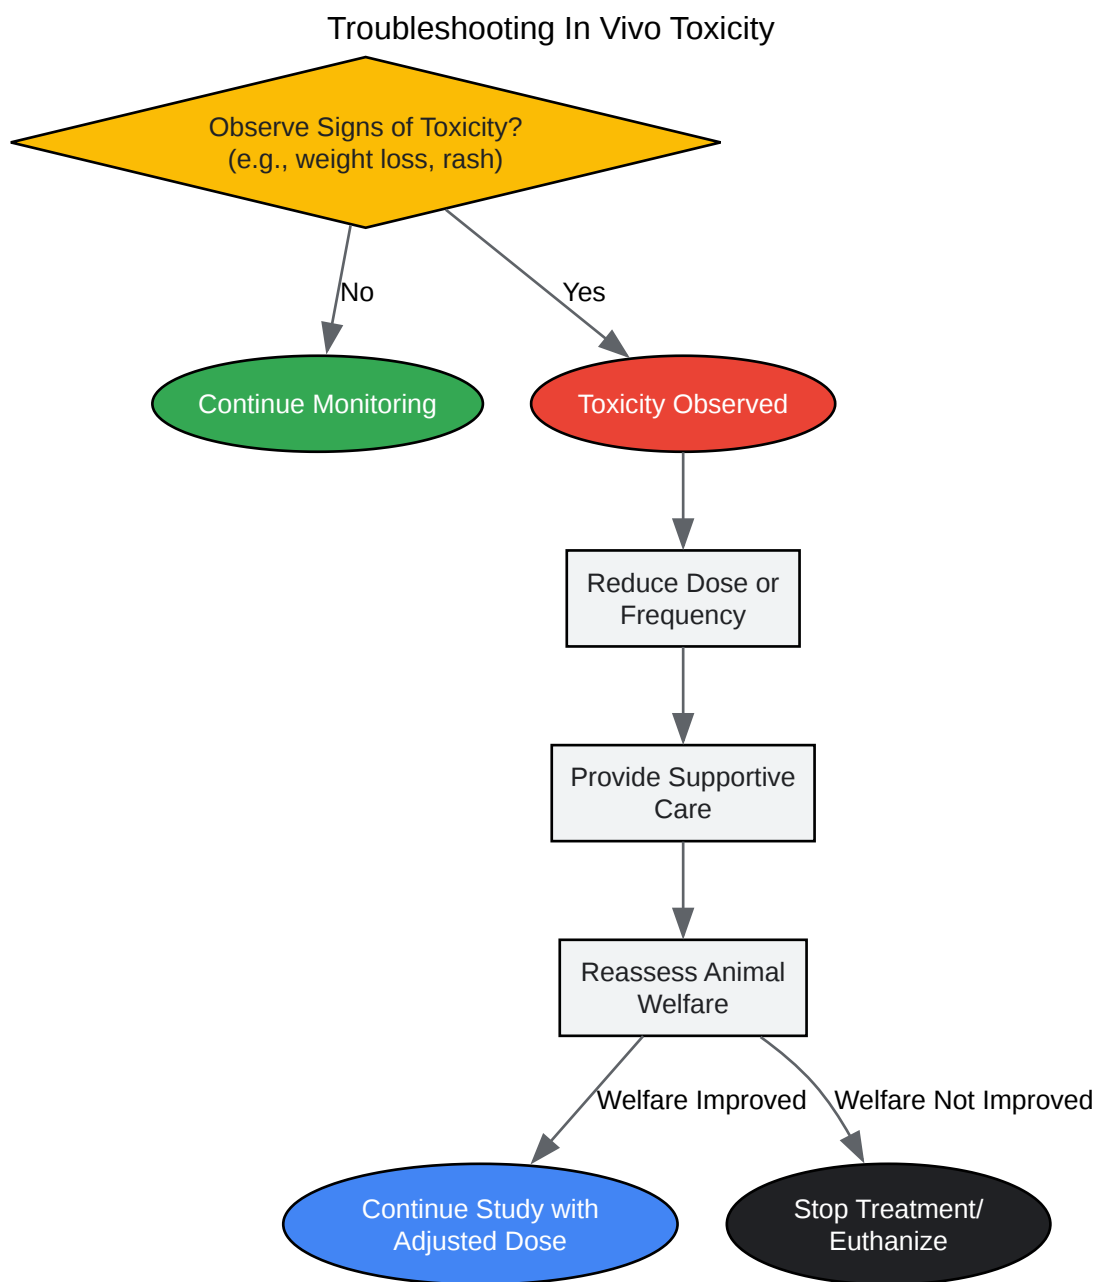 Troubleshooting In Vivo Toxicity
Observe Signs of Toxicity?
(e.g., weight loss, rash)
No
Yes
Continue Monitoring
Toxicity Observed
Reduce Dose or
Frequency
Provide Supportive
Care
Reassess Animal
Welfare
Welfare Improved
Welfare Not Improved
Continue Study with
Adjusted Dose
Stop Treatment/
Euthanize